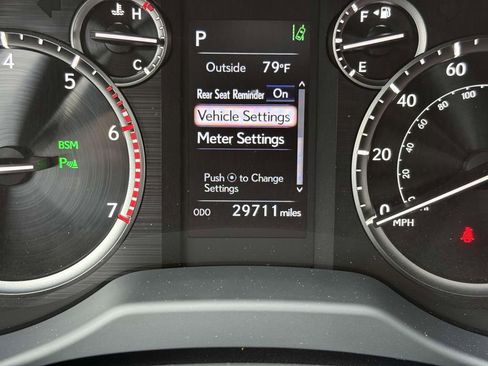 H
C
4
5
6
7
BSM
P
P
Outside 79°F
Rear Seat Reminder On
Vehicle Settings
Meter Settings
Push to Change
Settings
ODO 29711 miles
F
E
60
40
20
0
100
80
MPH